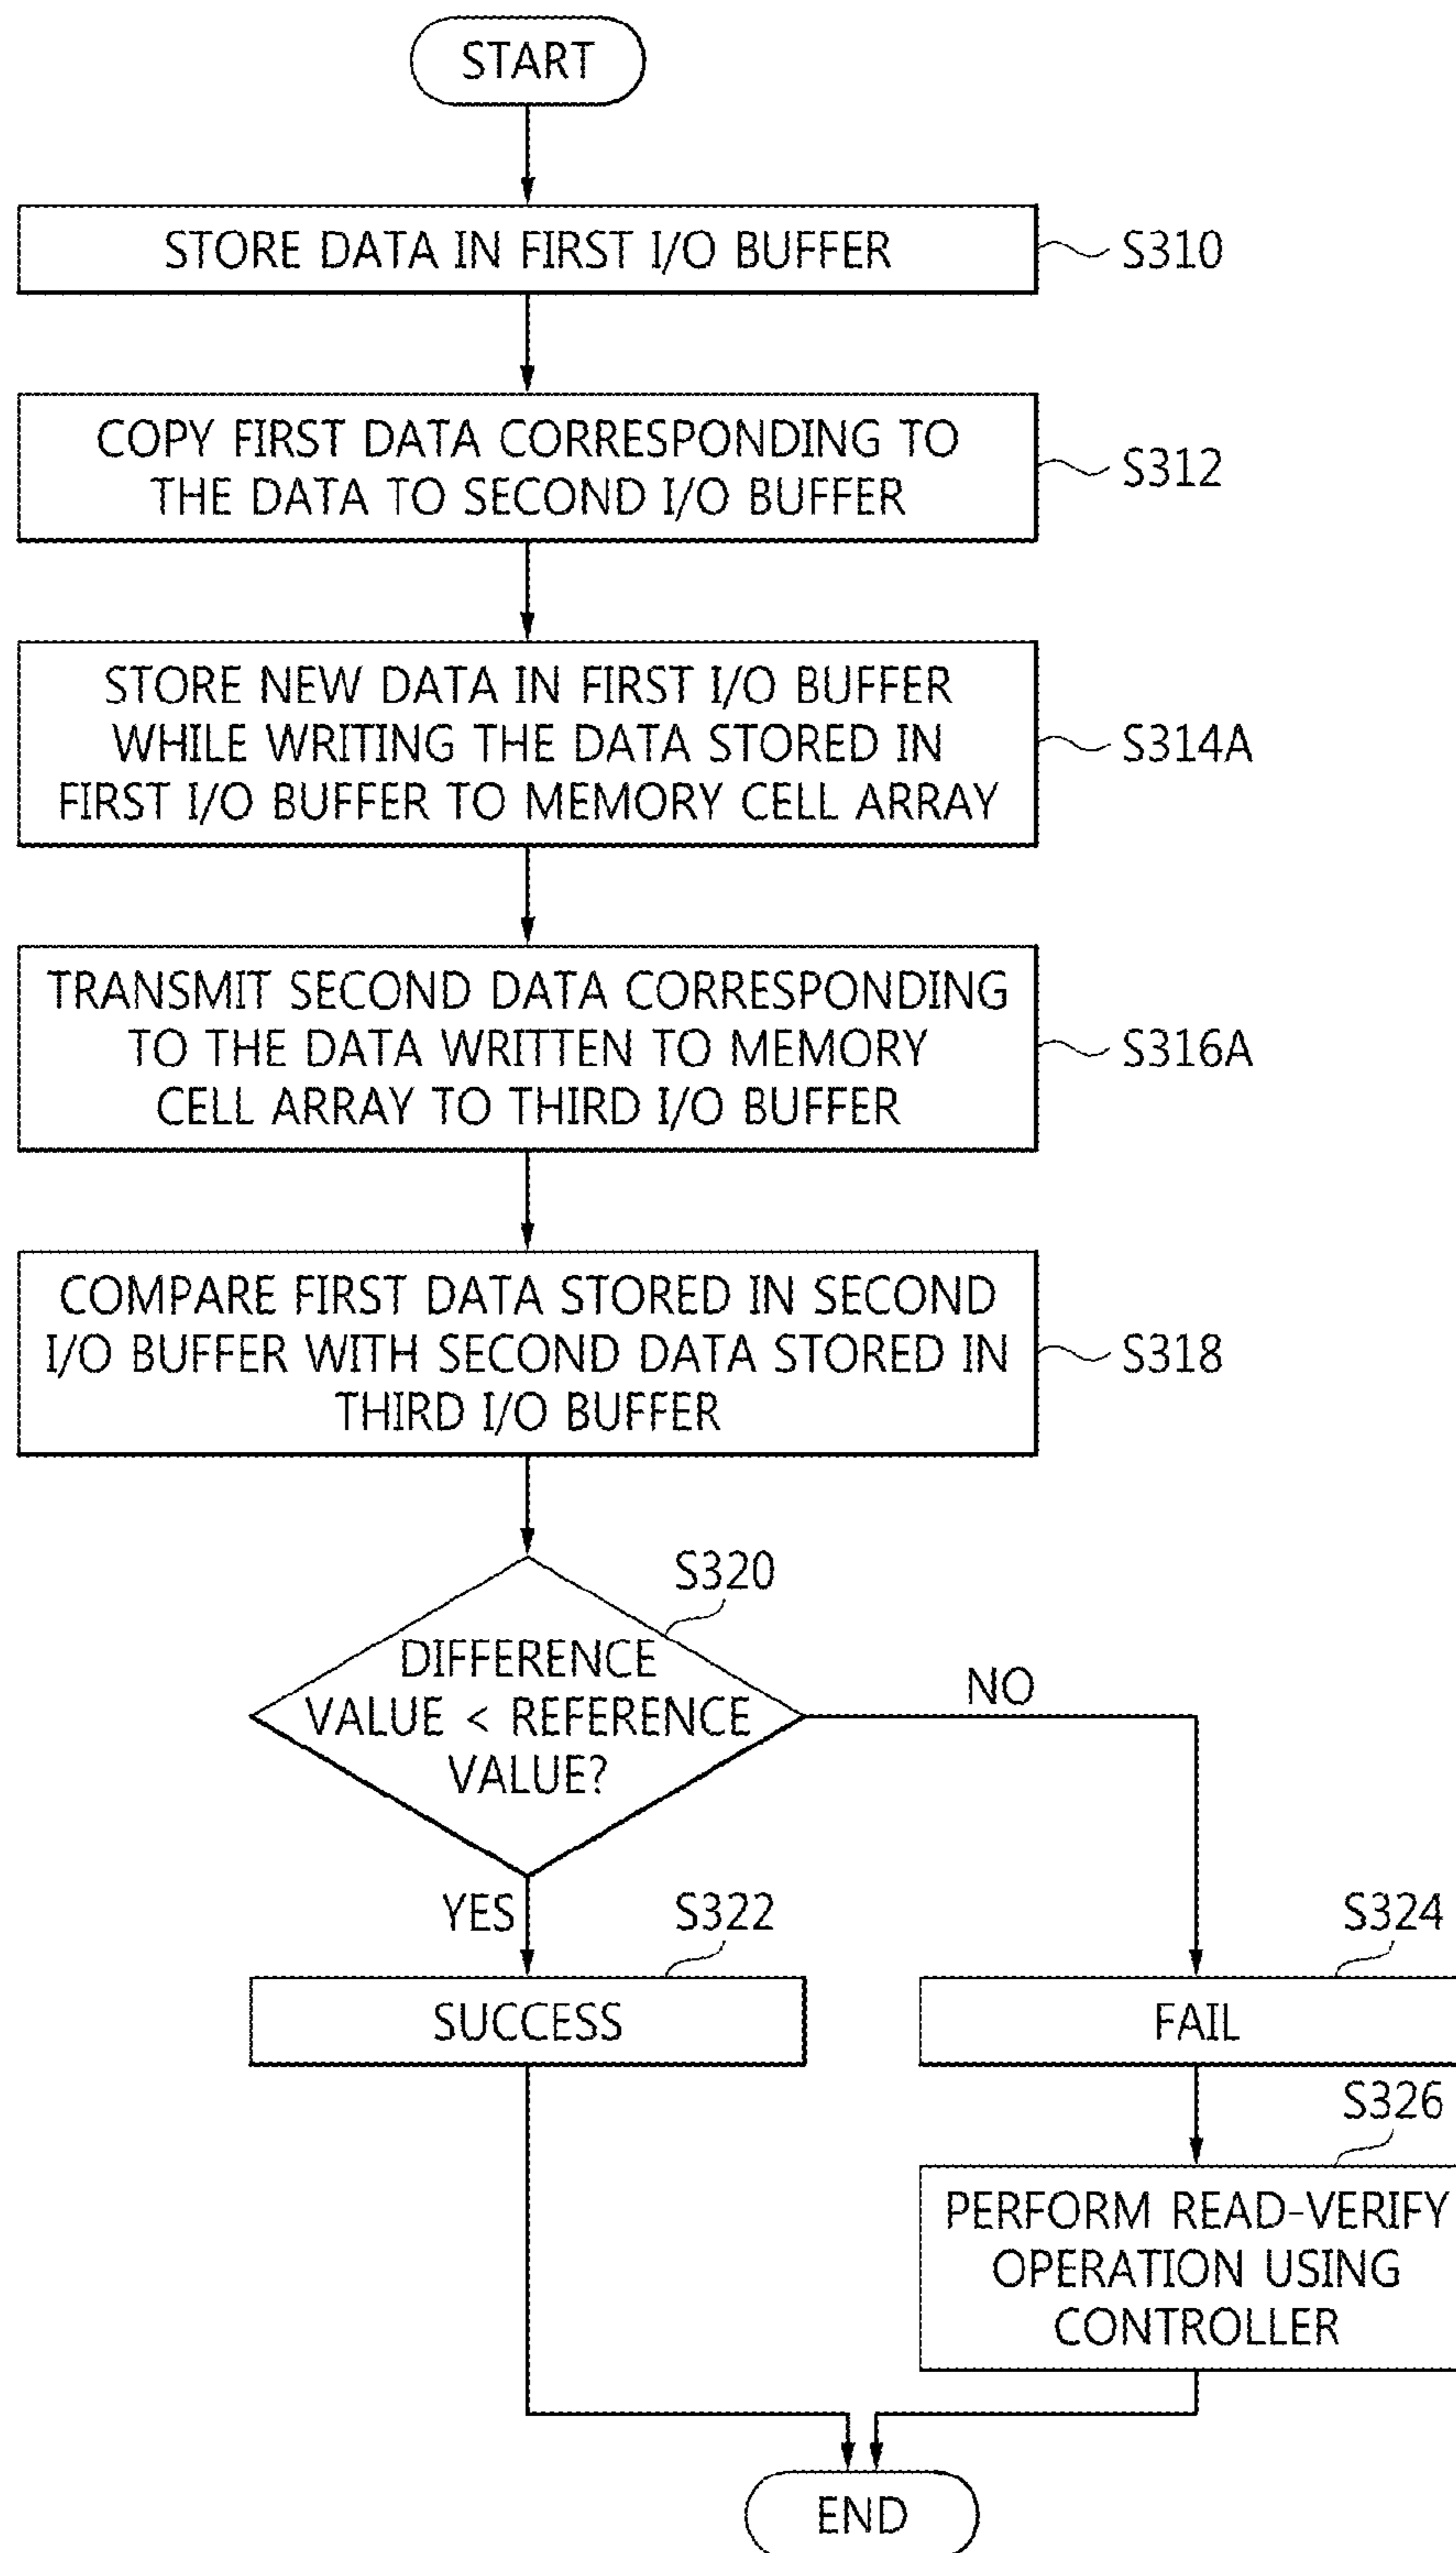 START
STORE DATA IN FIRST I/O BUFFER
S310
COPY FIRST DATA CORRESPONDING TO
THE DATA TO SECOND I/O BUFFER
S312
STORE NEW DATA IN FIRST I/O BUFFER
WHILE WRITING THE DATA STORED IN
FIRST I/O BUFFER TO MEMORY CELL ARRAY
S314A
TRANSMIT SECOND DATA CORRESPONDING
TO THE DATA WRITTEN TO MEMORY
CELL ARRAY TO THIRD I/O BUFFER
S316A
COMPARE FIRST DATA STORED IN SECOND
I/O BUFFER WITH SECOND DATA STORED IN
THIRD I/O BUFFER
S318
S320
DIFFERENCE
VALUE < REFERENCE
VALUE?
NO
YES
S322
SUCCESS
S324
FAIL
S326
PERFORM READ-VERIFY
OPERATION USING
CONTROLLER
END